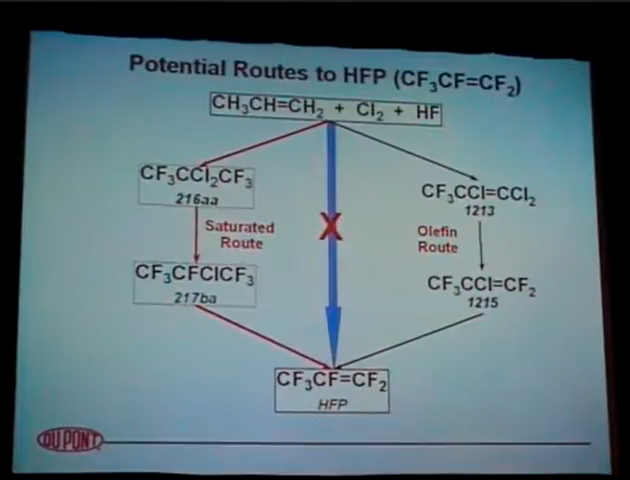 Potential Routes to HFP (CF₃CF=CF₂)
CH₃CH=CH₂ + Cl₂ + HF
CF₃CCl₂CF₃
216aa
Saturated
Route
CF₃CFClCF₃
217ba
X
CF₃CCl=CCl₂
1213
Olefin
Route
CF₃CCl=CF₂
1215
CF₃CF=CF₂
HFP
DUPONT